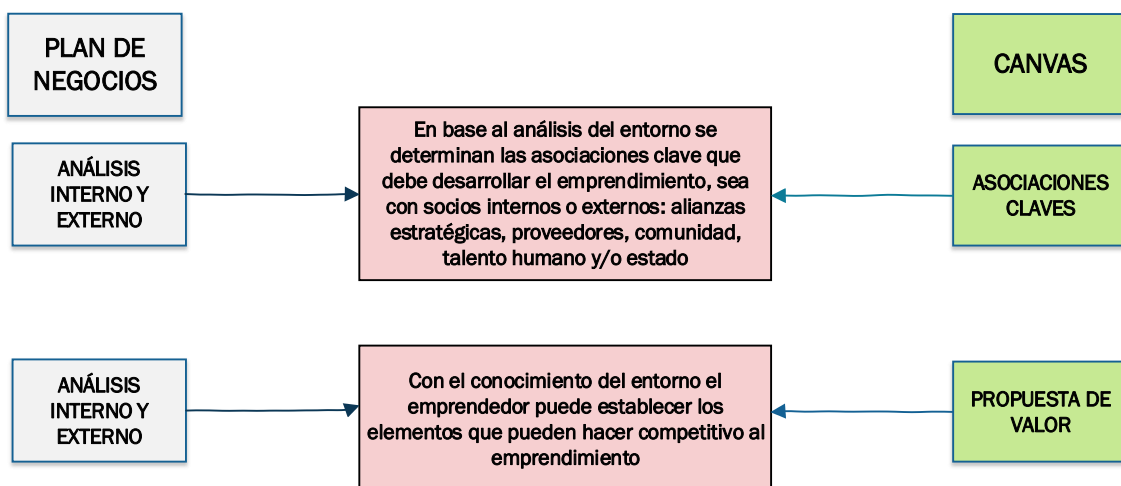 PLAN DE
NEGOCIOS
CANVAS
ANÁLISIS
INTERNO Y
EXTERNO
En base al análisis del entorno se
determinan las asociaciones clave que
debe desarrollar el emprendimiento, sea
con socios internos o externos: alianzas
estratégicas, proveedores, comunidad,
talento humano y/o estado
ASOCIACIONES
CLAVES
ANÁLISIS
INTERNO Y
EXTERNO
Con el conocimiento del entorno el
emprendedor puede establecer los
elementos que pueden hacer competitivo al
emprendimiento
PROPUESTA DE
VALOR